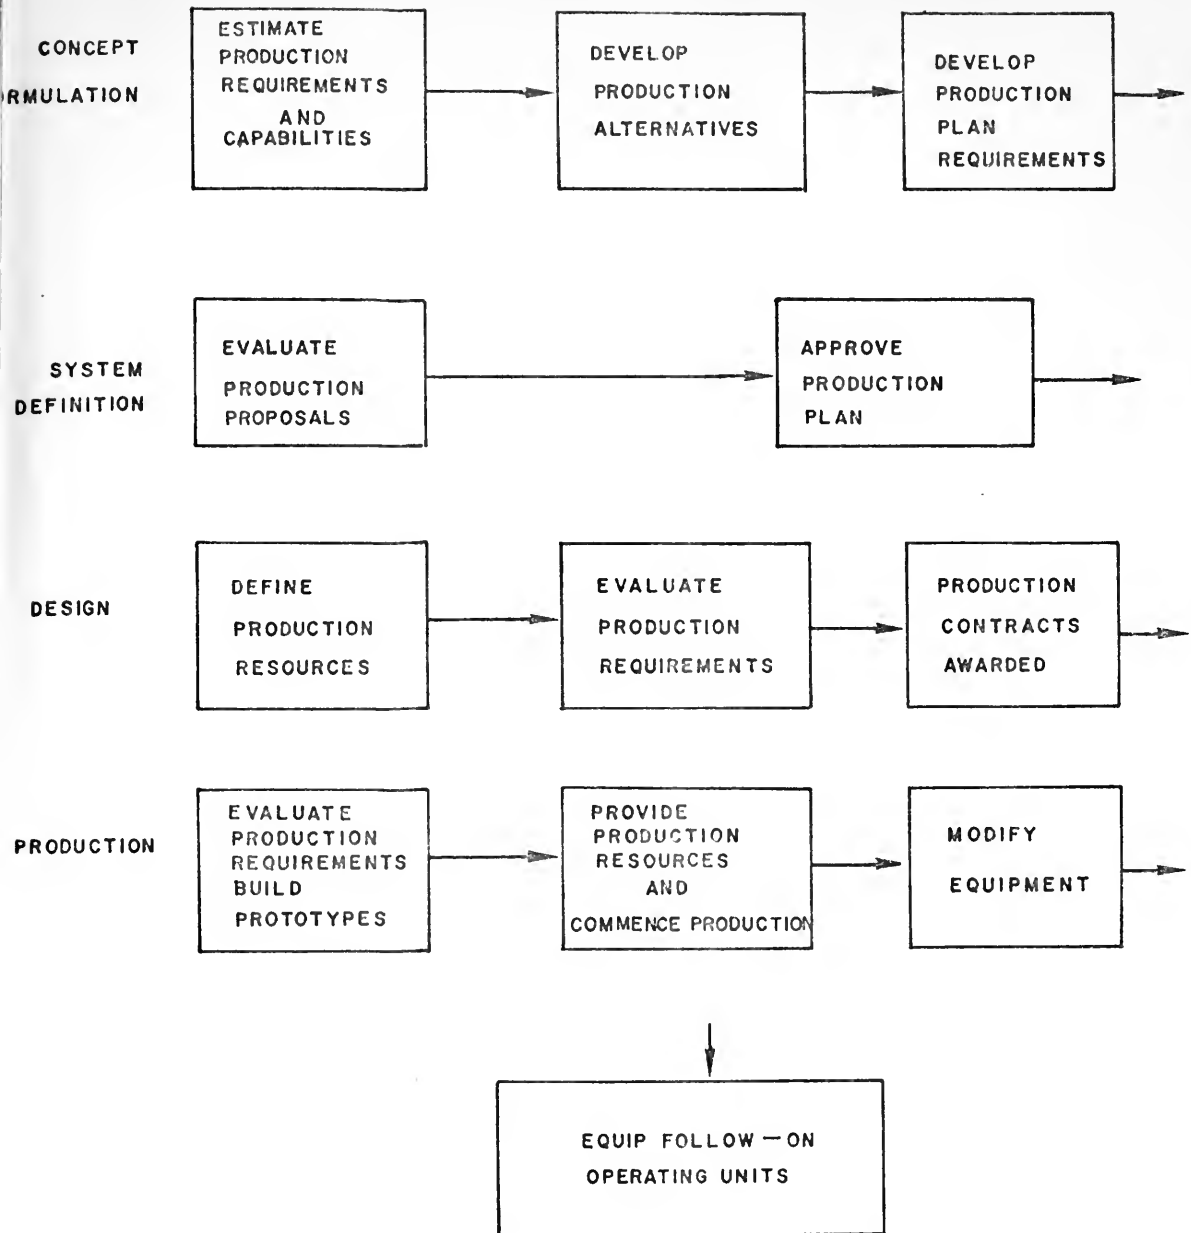 CONCEPT
ORMULATION
ESTIMATE
PRODUCTION
REQUIREMENTS
AND
CAPABILITIES
DEVELOP
PRODUCTION
ALTERNATIVES
DEVELOP
PRODUCTION
PLAN
REQUIREMENTS
SYSTEM
DEFINITION
EVALUATE
PRODUCTION
PROPOSALS
APPROVE
PRODUCTION
PLAN
DESIGN
DEFINE
PRODUCTION
RESOURCES
EVALUATE
PRODUCTION
REQUIREMENTS
PRODUCTION
CONTRACTS
AWARDED
PRODUCTION
EVALUATE
PRODUCTION
REQUIREMENTS
BUILD
PROTOTYPES
PROVIDE
PRODUCTION
RESOURCES
AND
COMMENCE PRODUCTION
MODIFY
EQUIPMENT
EQUIP FOLLOW — ON
OPERATING UNITS